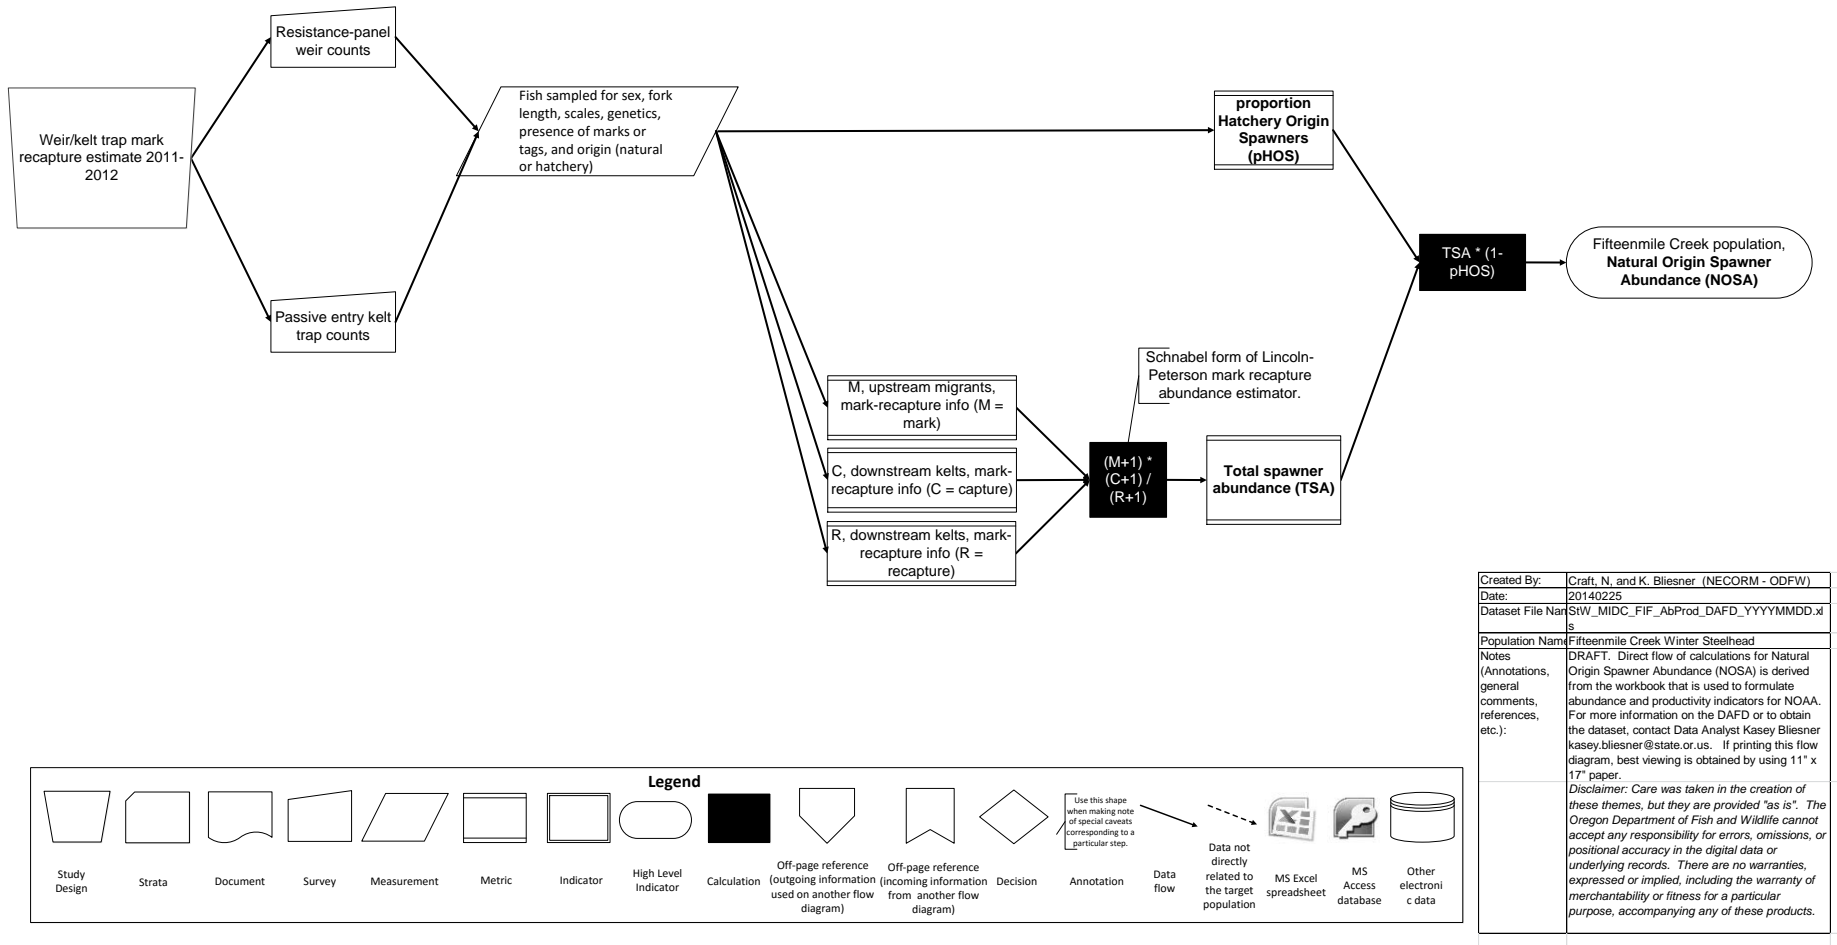 Weir/kelt trap mark
recapture estimate 2011-
2012
Resistance-panel
weir counts
Passive entry kelt
trap counts
Fish sampled for sex, fork
length, scales, genetics,
presence of marks or
tags, and origin (natural
or hatchery)
proportion
Hatchery Origin
Spawners
(pHOS)
M, upstream migrants,
mark-recapture info (M =
mark)
C, downstream kelts, mark-
recapture info (C = capture)
R, downstream kelts, mark-
recapture info (R =
recapture)
(M+1) *
(C+1) /
(R+1)
Schnabel form of Lincoln-
Peterson mark recapture
abundance estimator.
Total spawner
abundance (TSA)
TSA * (1-
pHOS)
Fifteenmile Creek population,
Natural Origin Spawner
Abundance (NOSA)
Created By:
Craft, N, and K. Bliesner (NECORM - ODFW)
Date:
20140225
Dataset File Nan
StW_MIDC_FIF_AbProd_DAFD_YYYYMMDD.xl
s
Population Name
Fifteenmile Creek Winter Steelhead
Notes
(Annotations,
general
comments,
references,
etc.):
DRAFT. Direct flow of calculations for Natural
Origin Spawner Abundance (NOSA) is derived
from the workbook that is used to formulate
abundance and productivity indicators for NOAA.
For more information on the DAFD or to obtain
the dataset, contact Data Analyst Kasey Bliesner
kasey.bliesner@state.or.us. If printing this flow
diagram, best viewing is obtained by using 11" x
17" paper.
Disclaimer: Care was taken in the creation of
these themes, but they are provided "as is". The
Oregon Department of Fish and Wildlife cannot
accept any responsibility for errors, omissions, or
positional accuracy in the digital data or
underlying records. There are no warranties,
expressed or implied, including the warranty of
merchantability or fitness for a particular
purpose, accompanying any of these products.
Legend
Study
Design
Strata
Document
Survey
Measurement
Metric
Indicator
High Level
Indicator
Calculation
Off-page reference
(outgoing information
used on another flow
diagram)
Off-page reference
(incoming information
from another flow
diagram)
Decision
Use this shape
when making note
of special caveats
corresponding to a
particular step.
Annotation
Data
flow
Data not
directly
related to
the target
population
MS Excel
spreadsheet
MS
Access
database
Other
electroni
c data